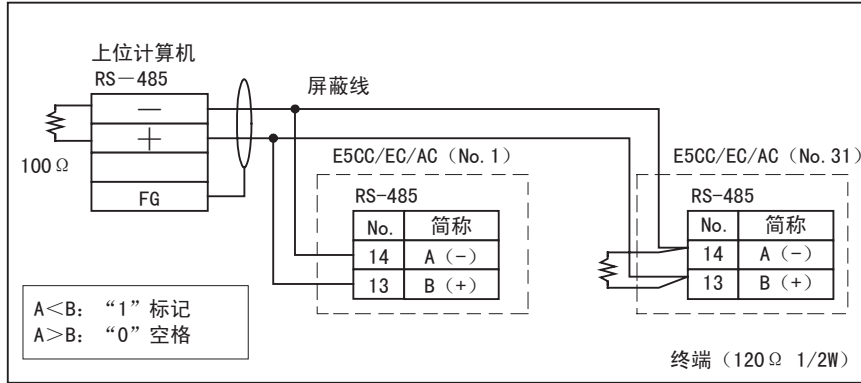 上位计算机
RS－485
－
＋
FG
100Ω
屏蔽线
E5CC/EC/AC（No.1）
RS-485
No. 简称
14 A（-）
13 B（+）
E5CC/EC/AC（No.31）
RS-485
No. 简称
14 A（-）
13 B（+）
A＜B： “1”标记
A＞B： “0”空格
终端（120Ω 1/2W）